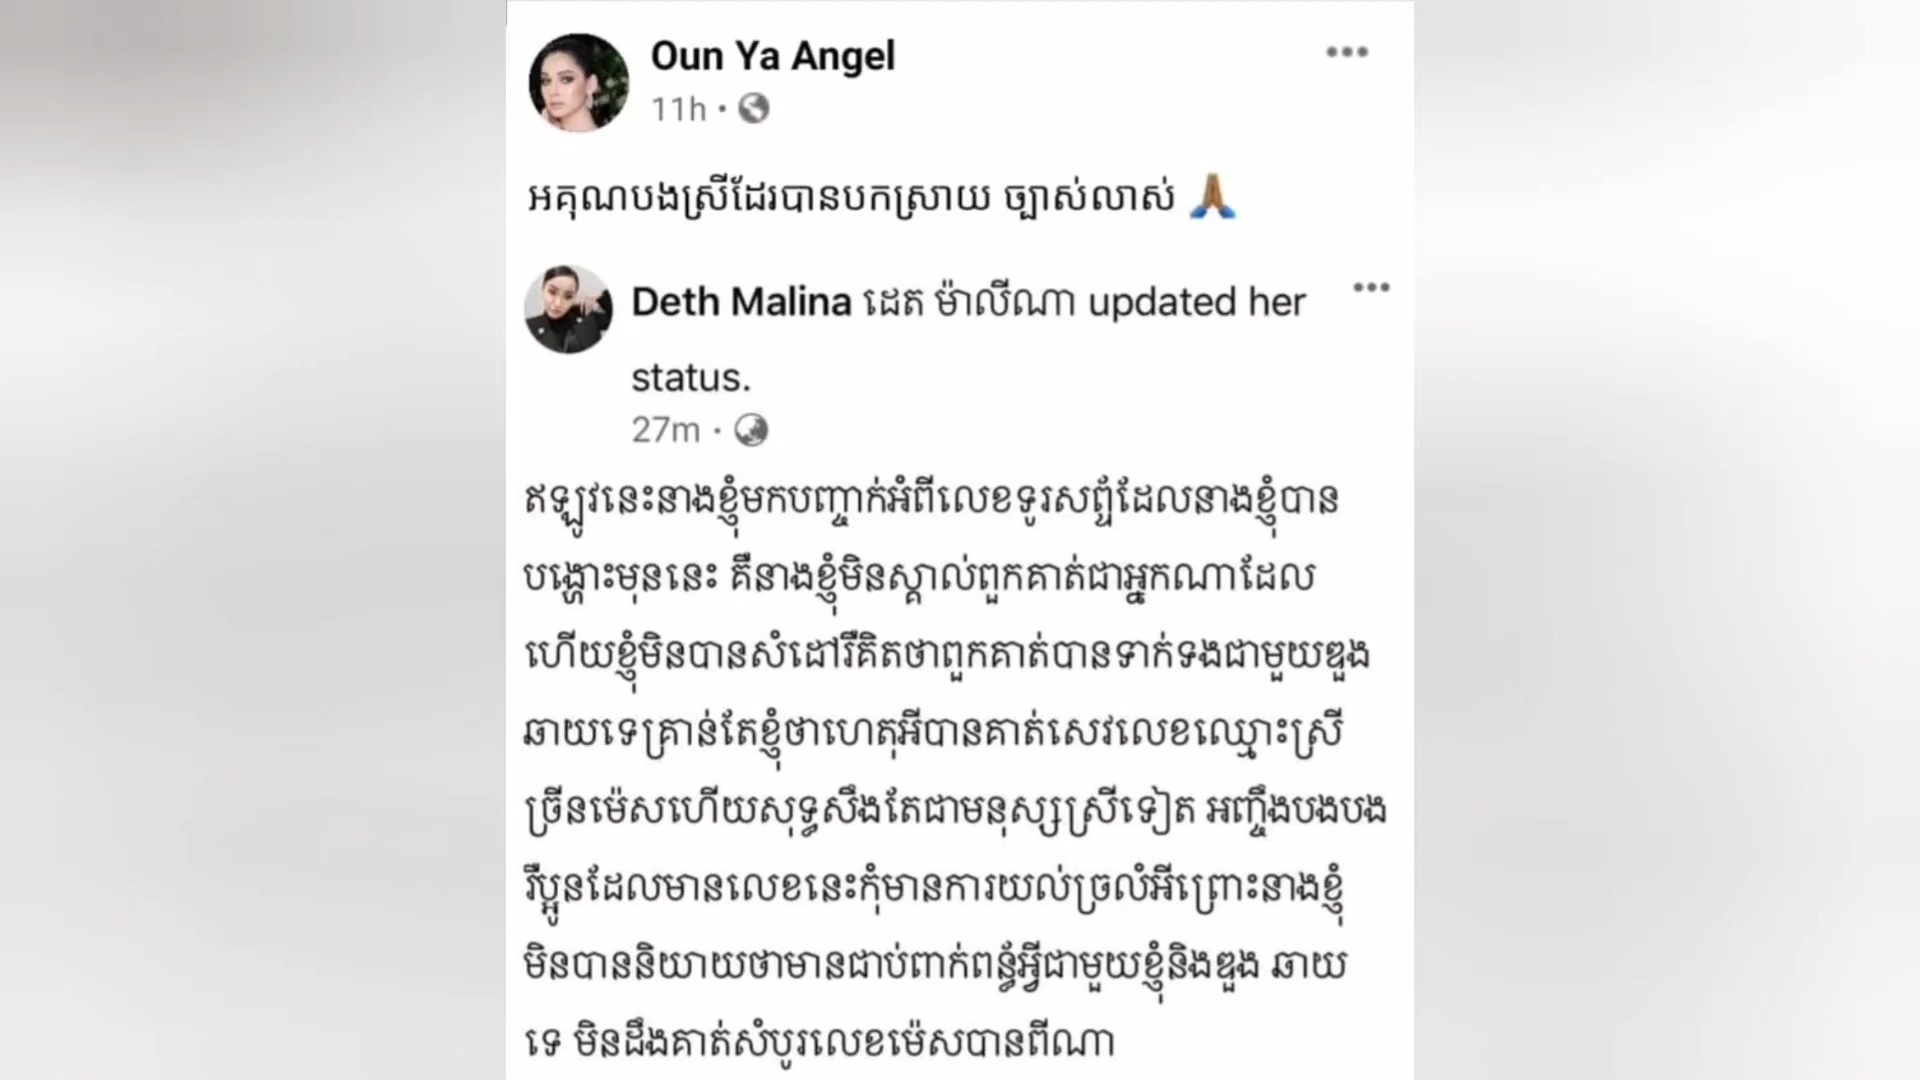 Oun Ya Angel
11h
អគុណបងស្រីដែរបានបកស្រាយ ច្បាស់លាស់ 🙏🏾
Deth Malina ដេត ម៉ាលីណា updated her
status.
27m
ឥឡូវនេះនាងខ្ញុំមកបញ្ចាក់អំពីលេខទូរសព្ទ័ដែលនាងខ្ញុំបាន
បង្ហោះមុននេះ គឺនាងខ្ញុំមិនស្គាល់ពួកគាត់ជាអ្នកណាដែល
ហើយខ្ញុំមិនបានសំដៅរឺគិតថាពួកគាត់បានទាក់ទងជាមួយឌួង
ឆាយទេគ្រាន់តែខ្ញុំថាហេតុអីបានគាត់សេវលេខឈ្មោះស្រី
ច្រើនម៉េសហើយសុទ្ធសឹងតែជាមនុស្សស្រីទៀត អញ្ចឹងបងបង
រឺប្អូនដែលមានលេខនេះកុំមានការយល់ច្រលំអីព្រោះនាងខ្ញុំ
មិនបាននិយាយថាមានជាប់ពាក់ពន្ធ័អ្វីជាមួយខ្ញុំនិងឌួង ឆាយ
ទេ មិនដឹងគាត់សំបូរលេខម៉េសបានពីណា